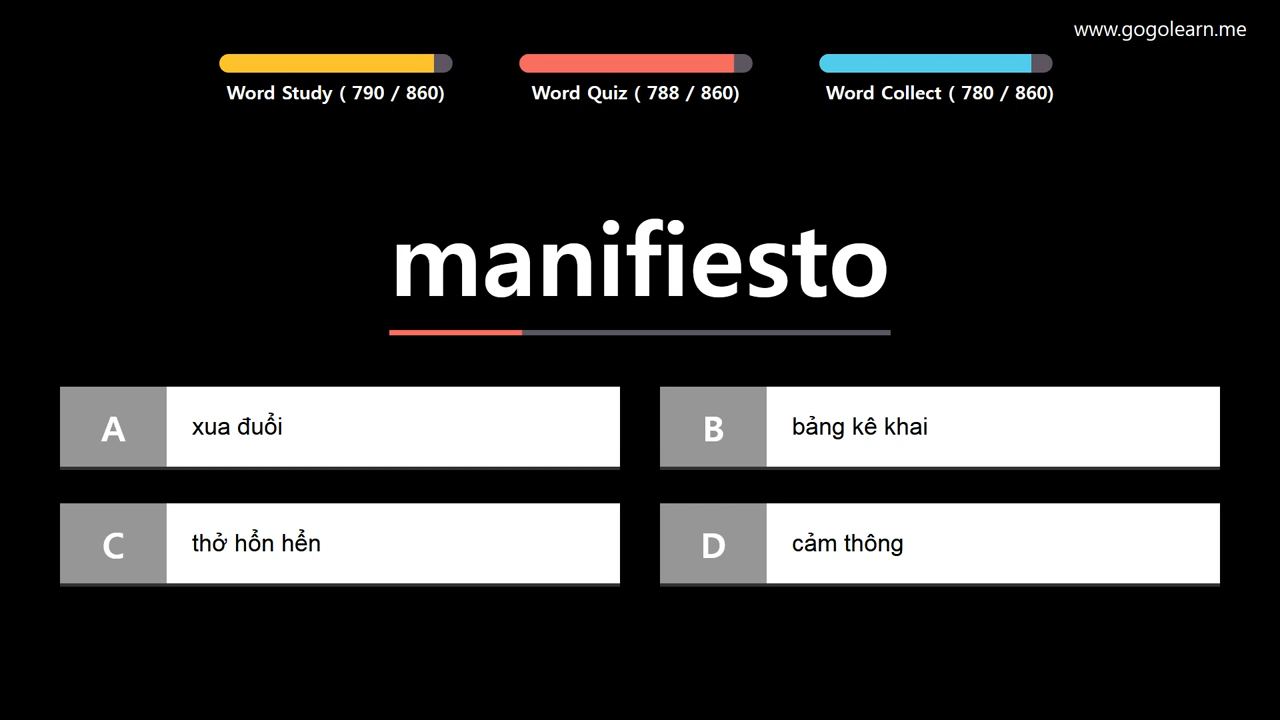 www.gogolearn.me
Word Study ( 790 / 860)
Word Quiz ( 788 / 860)
Word Collect ( 780 / 860)
manifiesto
A
xua đuổi
B
bảng kê khai
C
thở hổn hển
D
cảm thông